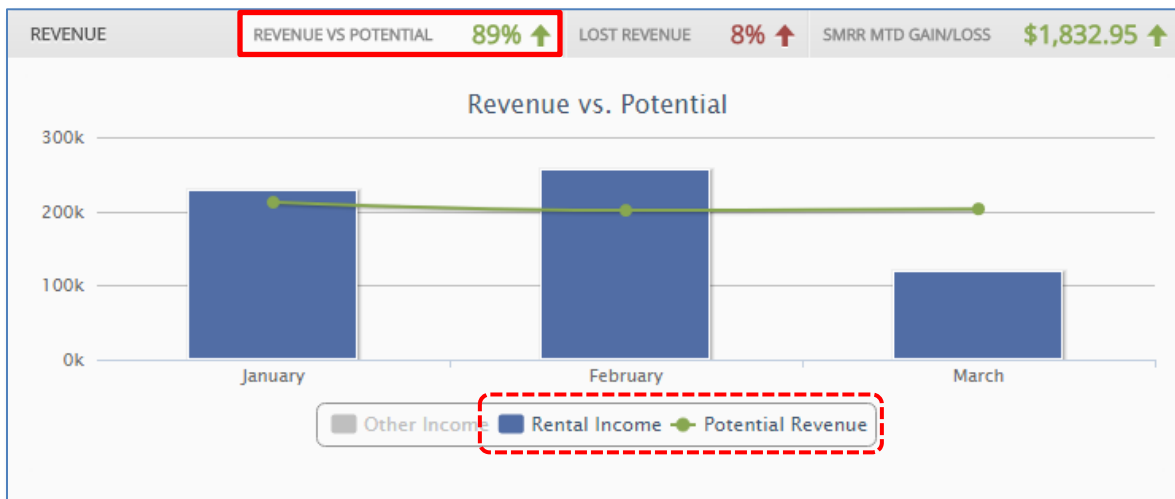 REVENUE REVENUE VS POTENTIAL 89% LOST REVENUE 8% SMRR MTD GAIN/LOSS $1,832.95
Revenue vs. Potential
300k
200k
100k
0k
January February March
Other Income Rental Income Potential Revenue